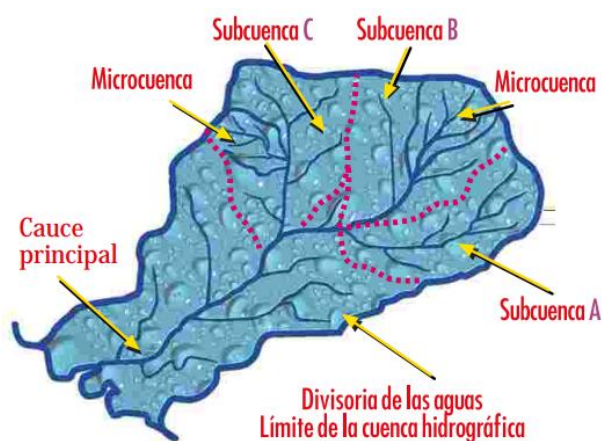 Subcuenca C
Subcuenca B
Microcuenca
Microcuenca
Cauce
principal
Subcuenca A
Divisoria de las aguas
Límite de la cuenca hidrográfica